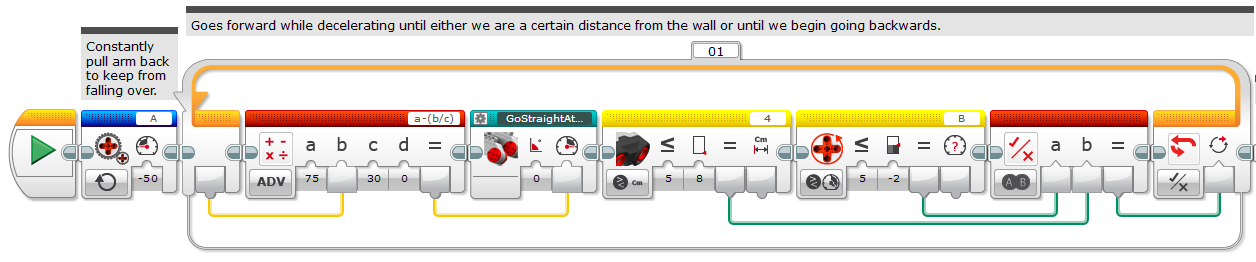 Goes forward while decelerating until either we are a certain distance from the wall or until we begin going backwards.
Constantly
pull arm back
to keep from
falling over.
01
A
a-(b/c)
GoStraightAt...
4
B
+ -
x ÷
a b c d =
≤ = Cm
≤ = ?
✓/x a b =
-50
ADV 75 30 0
0
Cm 5 8
5 -2
A B
✓/x